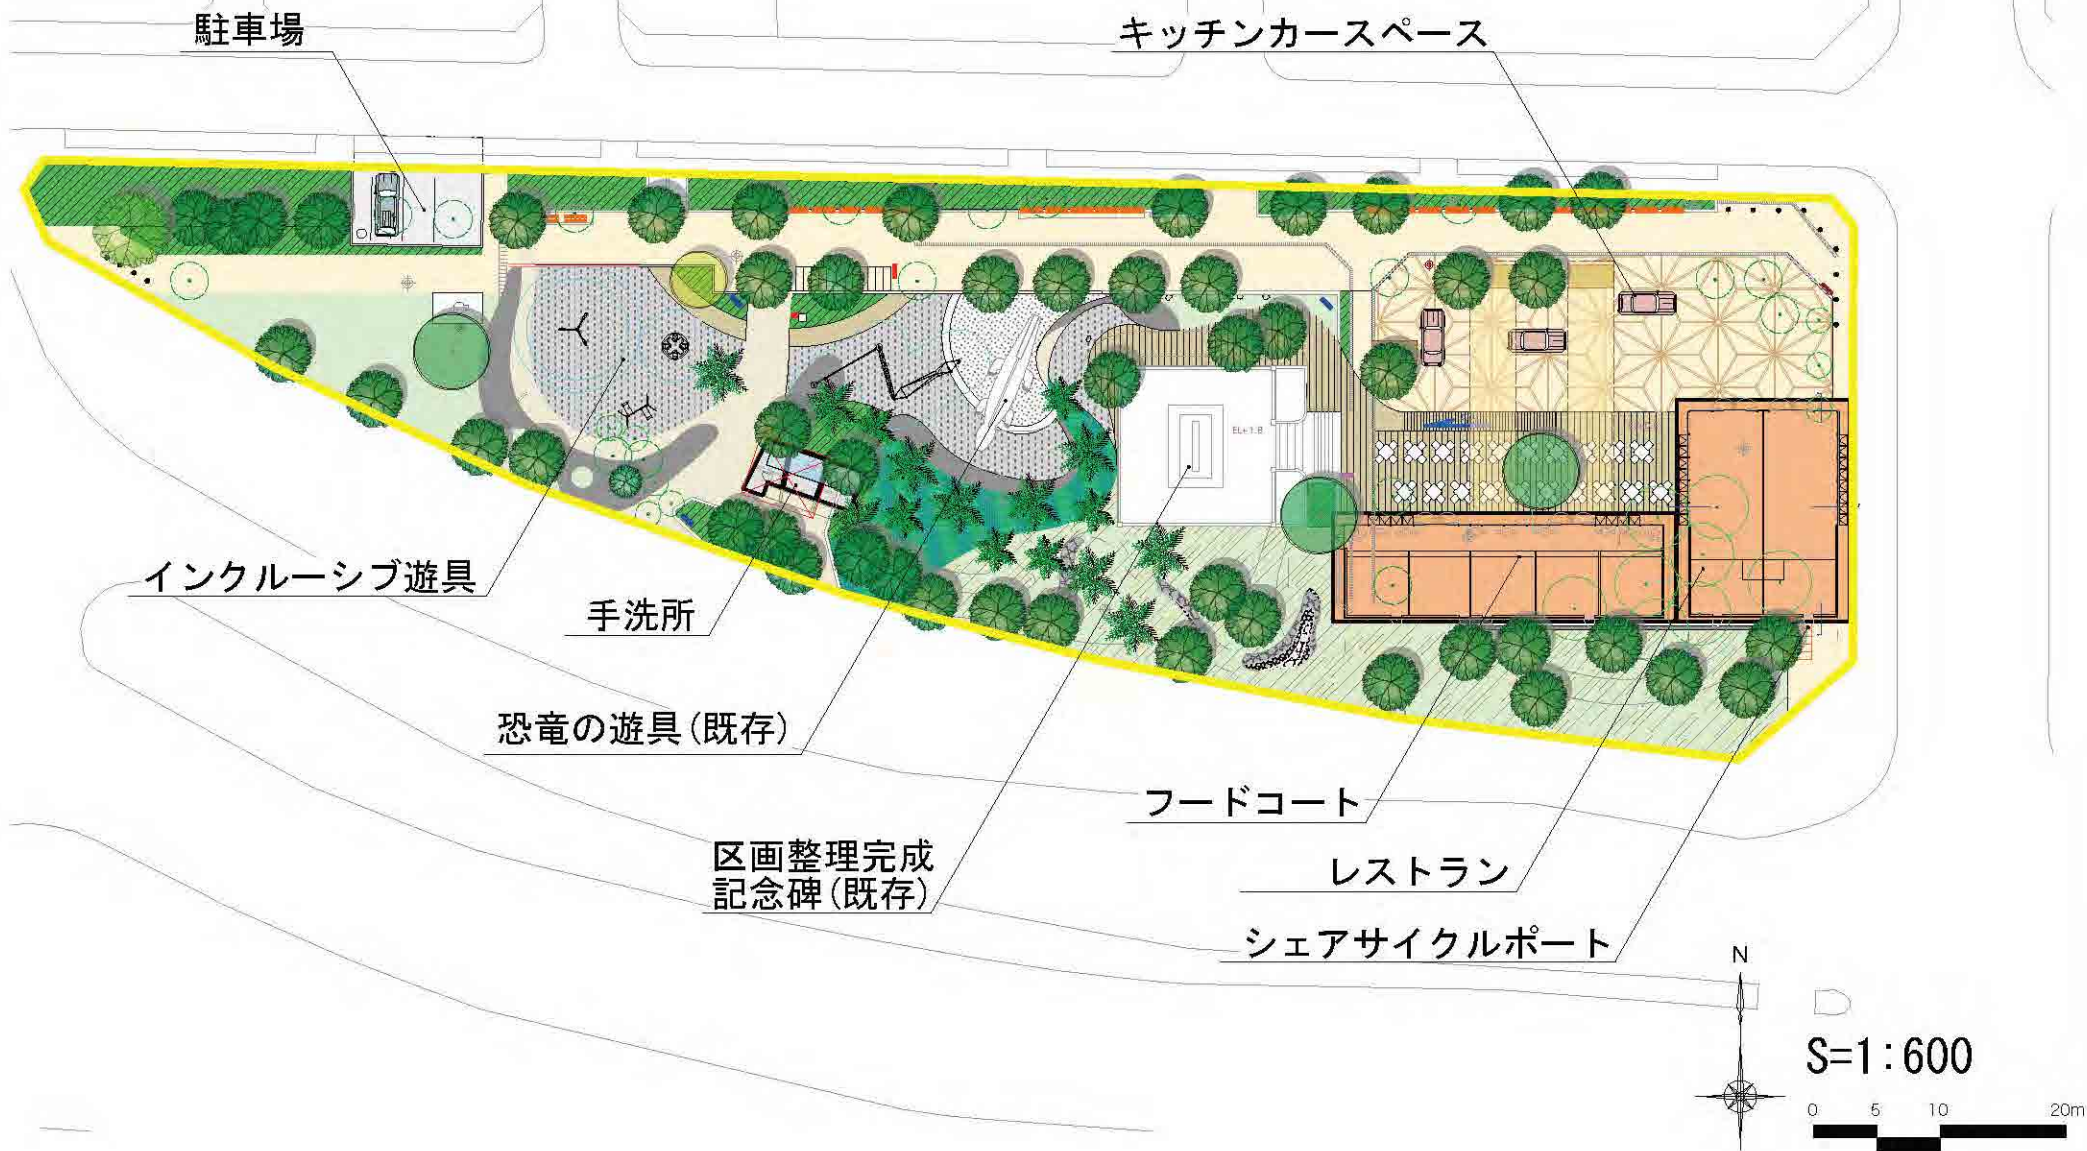 駐車場
キッチンカースペース
EL+1.8
インクルーシブ遊具
手洗所
恐竜の遊具(既存)
フードコート
区画整理完成
記念碑(既存)
レストラン
シェアサイクルポート
N
S=1:600
0 5 10 20m